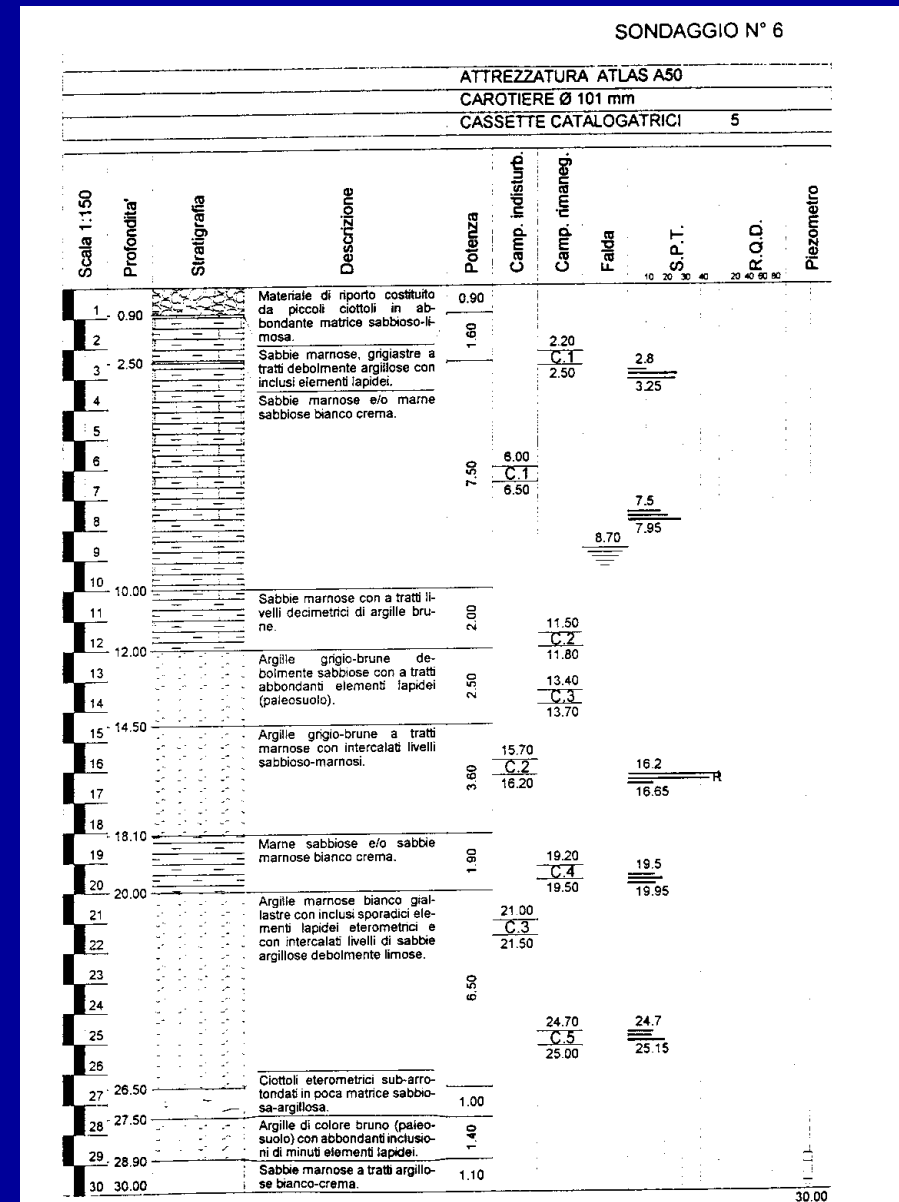 SONDAGGIO N° 6
ATTREZZATURA ATLAS A50
CAROTIERE Ø 101 mm
CASSETTE CATALOGATRICI 5
Scala 1:150
Profondita'
Stratigrafia
Descrizione
Potenza
Camp. indisturb.
Camp. rimaneg.
Falda
S.P.T.
10 20 30 40
R.Q.D.
20 40 60 80
Piezometro
Materiale di riporto costituito
da piccoli ciottoli in ab-
bondante matrice sabbioso-li-
mosa.
0.90
1 0.90
1.60
2
2.20
Sabbie marnose, grigiastre a
tratti debolmente argillose con
inclusi elementi lapidei.
C.1
2.50
2.8
3.25
3 2.50
4
Sabbie marnose e/o marne
sabbiose bianco crema.
5
6
7.50
6.00
C.1
6.50
7
7.5
7.95
8
8.70
9
10
10.00
Sabbie marnose con a tratti li-
velli decimetrici di argille bru-
ne.
2.00
11
11.50
C.2
11.80
12
12.00
Argille grigio-brune de-
bolmente sabbiose con a tratti
abbondanti elementi lapidei
(paleosuolo).
2.50
13
13.40
C.3
13.70
14
14.50
15
Argille grigio-brune a tratti
marnose con intercalati livelli
sabbioso-marnosi.
3.60
15.70
C.2
16.20
16
16.2
R
16.65
17
18
18.10
Marne sabbiose e/o sabbie
marnose bianco crema.
1.90
19
19.20
C.4
19.50
19.5
19.95
20
20.00
Argille marnose bianco gial-
lastre con inclusi sporadici ele-
menti lapidei eterometrici e
con intercalati livelli di sabbie
argillose debolmente limose.
6.50
21
21.00
C.3
21.50
22
23
24
24.70
C.5
25.00
24.7
25.15
25
26
26.50
27
Ciottoli eterometrici sub-arro-
tondati in poca matrice sabbio-
sa-argillosa.
1.00
27.50
28
Argille di colore bruno (paleo-
suolo) con abbondanti inclusio-
ni di minuti elementi lapidei.
1.40
29
28.90
Sabbie marnose a tratti argillo-
se bianco-crema.
1.10
30 30.00
30.00